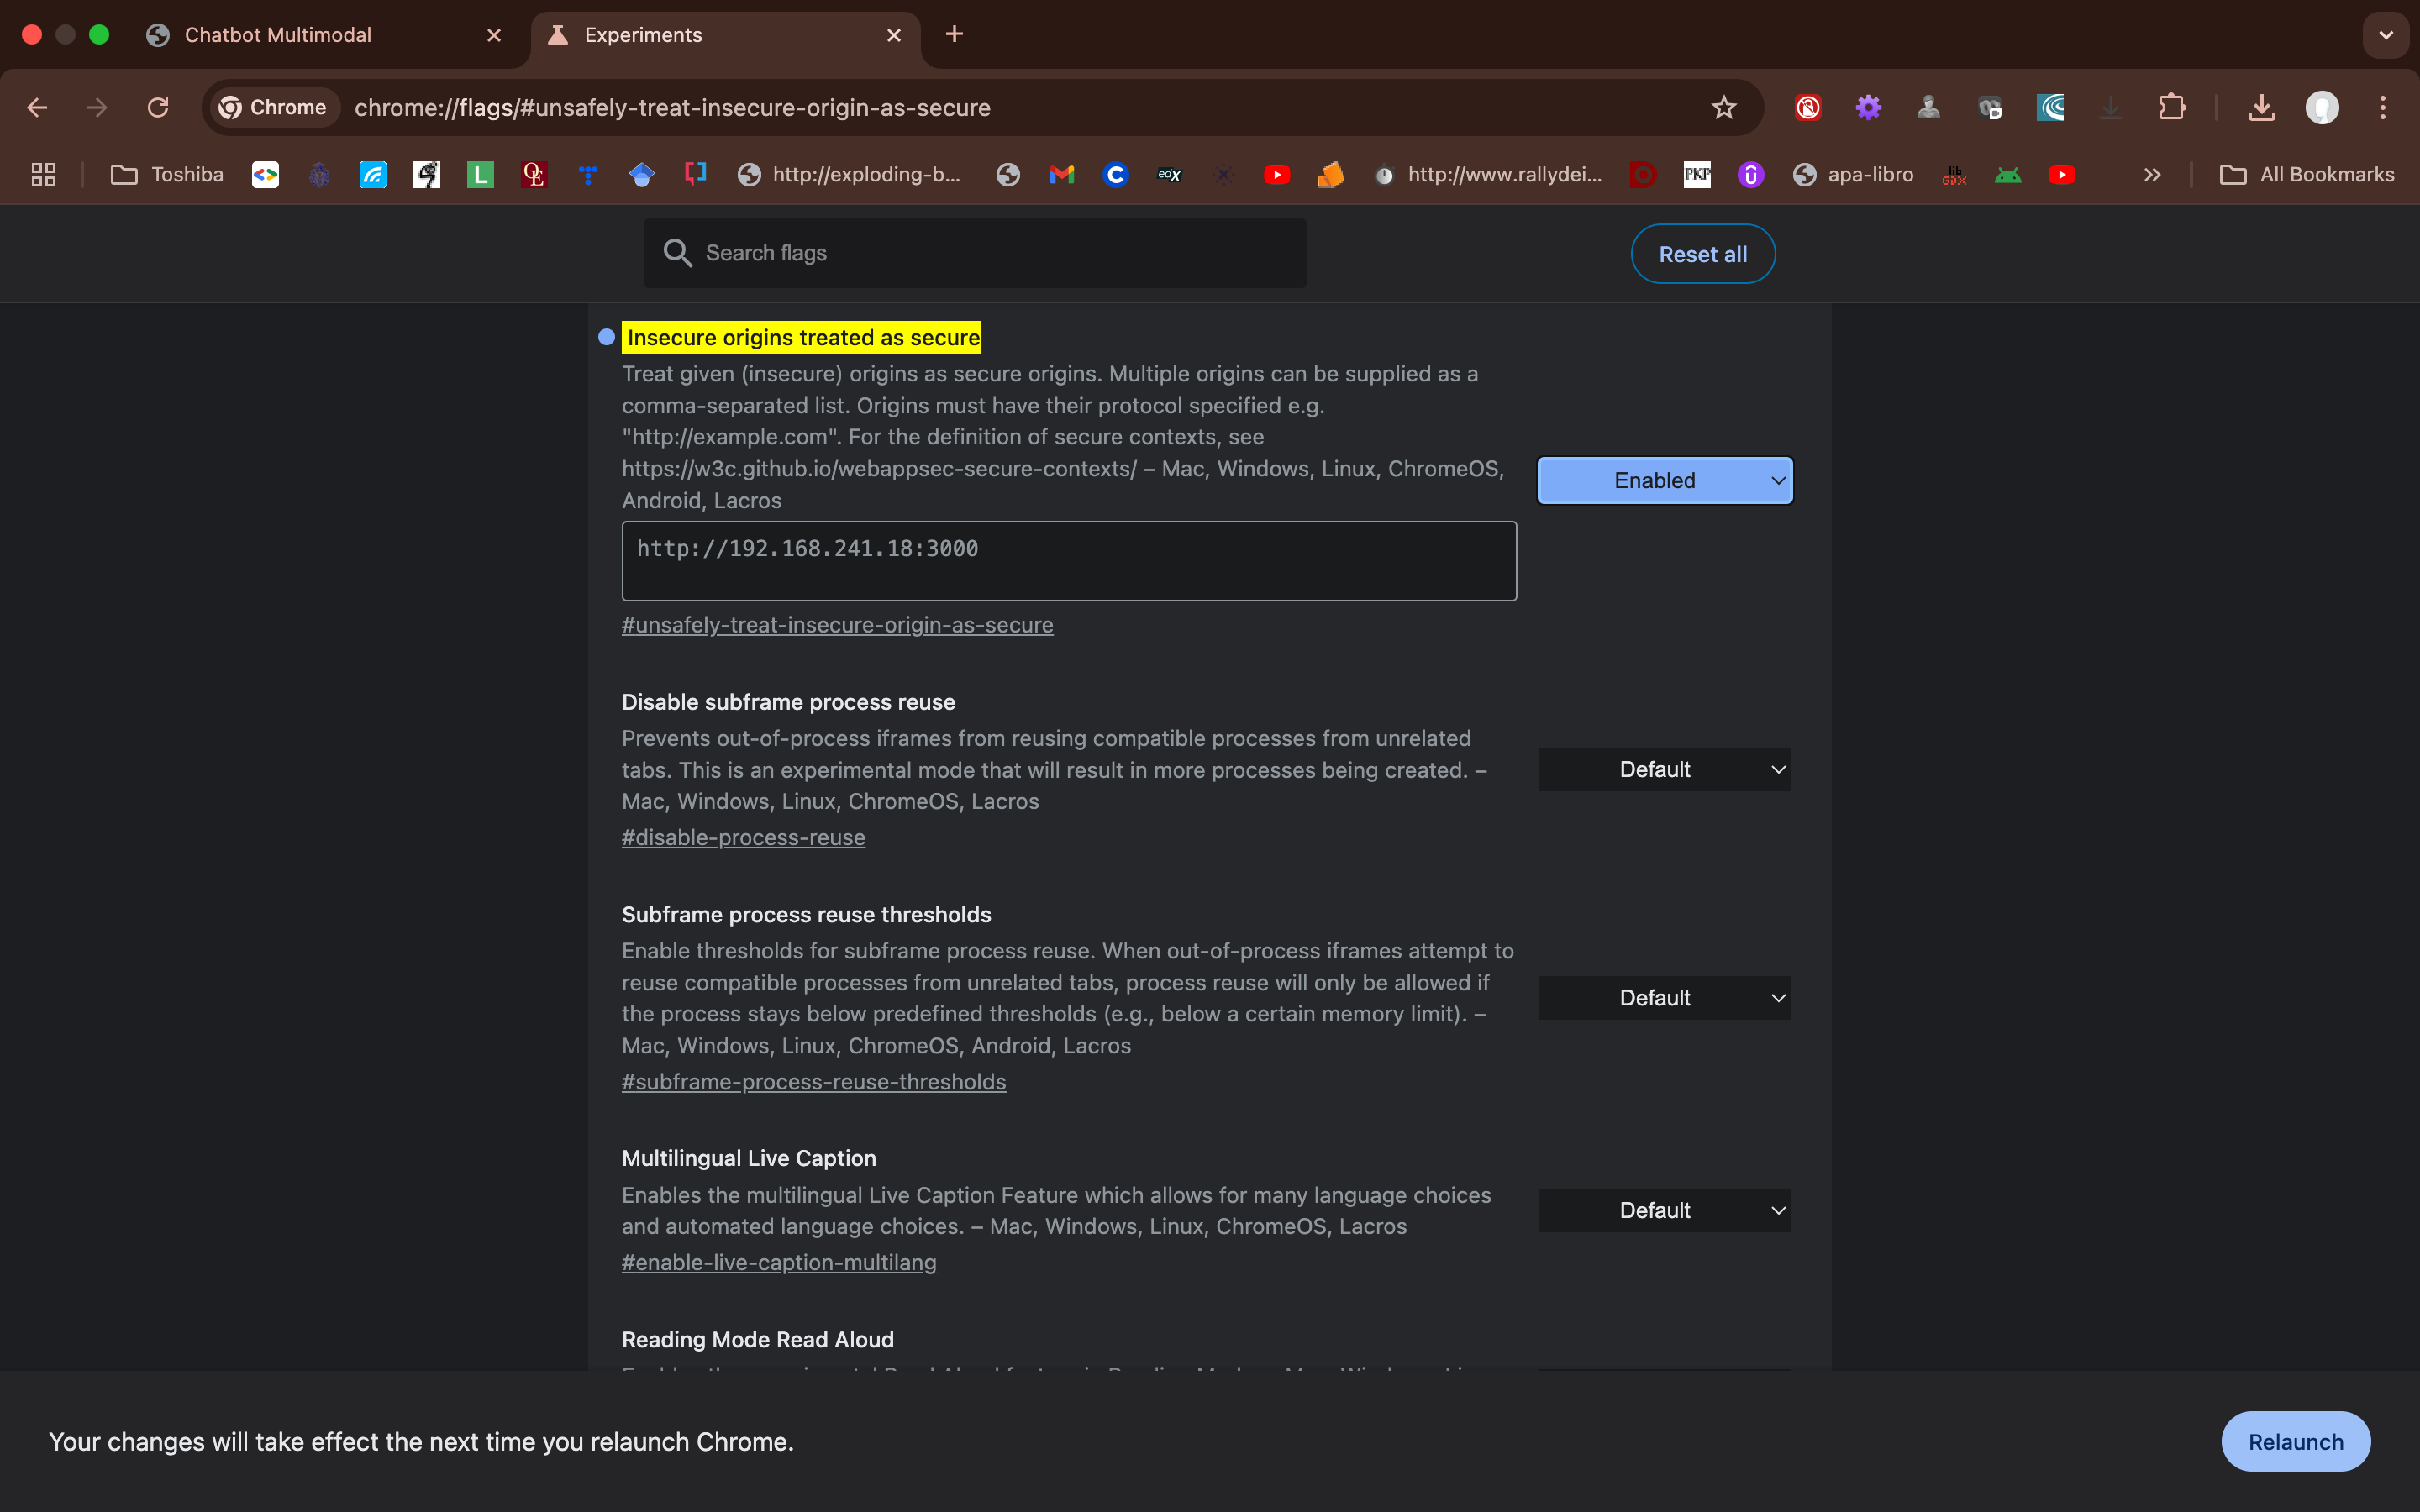 Chatbot Multimodal
Experiments
Chrome
chrome://flags/#unsafely-treat-insecure-origin-as-secure
Toshiba
L
OE
http://exploding-b...
C
edX
http://www.rallydei...
PKP
apa-libro
lib
GDX
All Bookmarks
Search flags
Reset all
Insecure origins treated as secure
Treat given (insecure) origins as secure origins. Multiple origins can be supplied as a
comma-separated list. Origins must have their protocol specified e.g.
"http://example.com". For the definition of secure contexts, see
https://w3c.github.io/webappsec-secure-contexts/ – Mac, Windows, Linux, ChromeOS,
Android, Lacros
Enabled
http://192.168.241.18:3000
#unsafely-treat-insecure-origin-as-secure
Disable subframe process reuse
Prevents out-of-process iframes from reusing compatible processes from unrelated
tabs. This is an experimental mode that will result in more processes being created. –
Mac, Windows, Linux, ChromeOS, Lacros
Default
#disable-process-reuse
Subframe process reuse thresholds
Enable thresholds for subframe process reuse. When out-of-process iframes attempt to
reuse compatible processes from unrelated tabs, process reuse will only be allowed if
the process stays below predefined thresholds (e.g., below a certain memory limit). –
Mac, Windows, Linux, ChromeOS, Android, Lacros
Default
#subframe-process-reuse-thresholds
Multilingual Live Caption
Enables the multilingual Live Caption Feature which allows for many language choices
and automated language choices. – Mac, Windows, Linux, ChromeOS, Lacros
Default
#enable-live-caption-multilang
Reading Mode Read Aloud
Your changes will take effect the next time you relaunch Chrome.
Relaunch